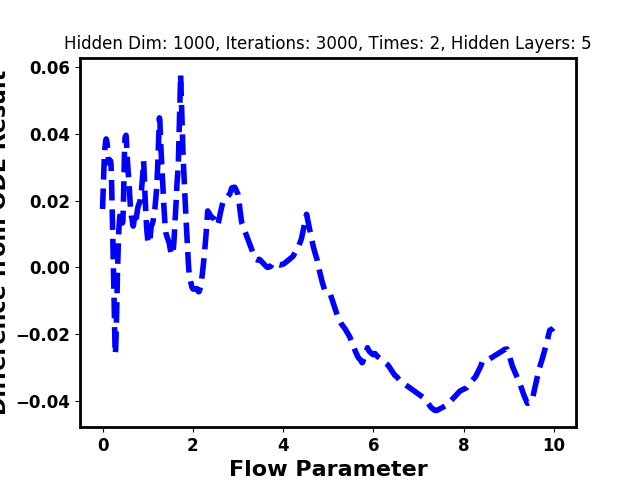 Hidden Dim: 1000, Iterations: 3000, Times: 2, Hidden Layers: 5
Difference from ODE Result
0.06
0.04
0.02
0.00
−0.02
−0.04
0 2 4 6 8 10
Flow Parameter